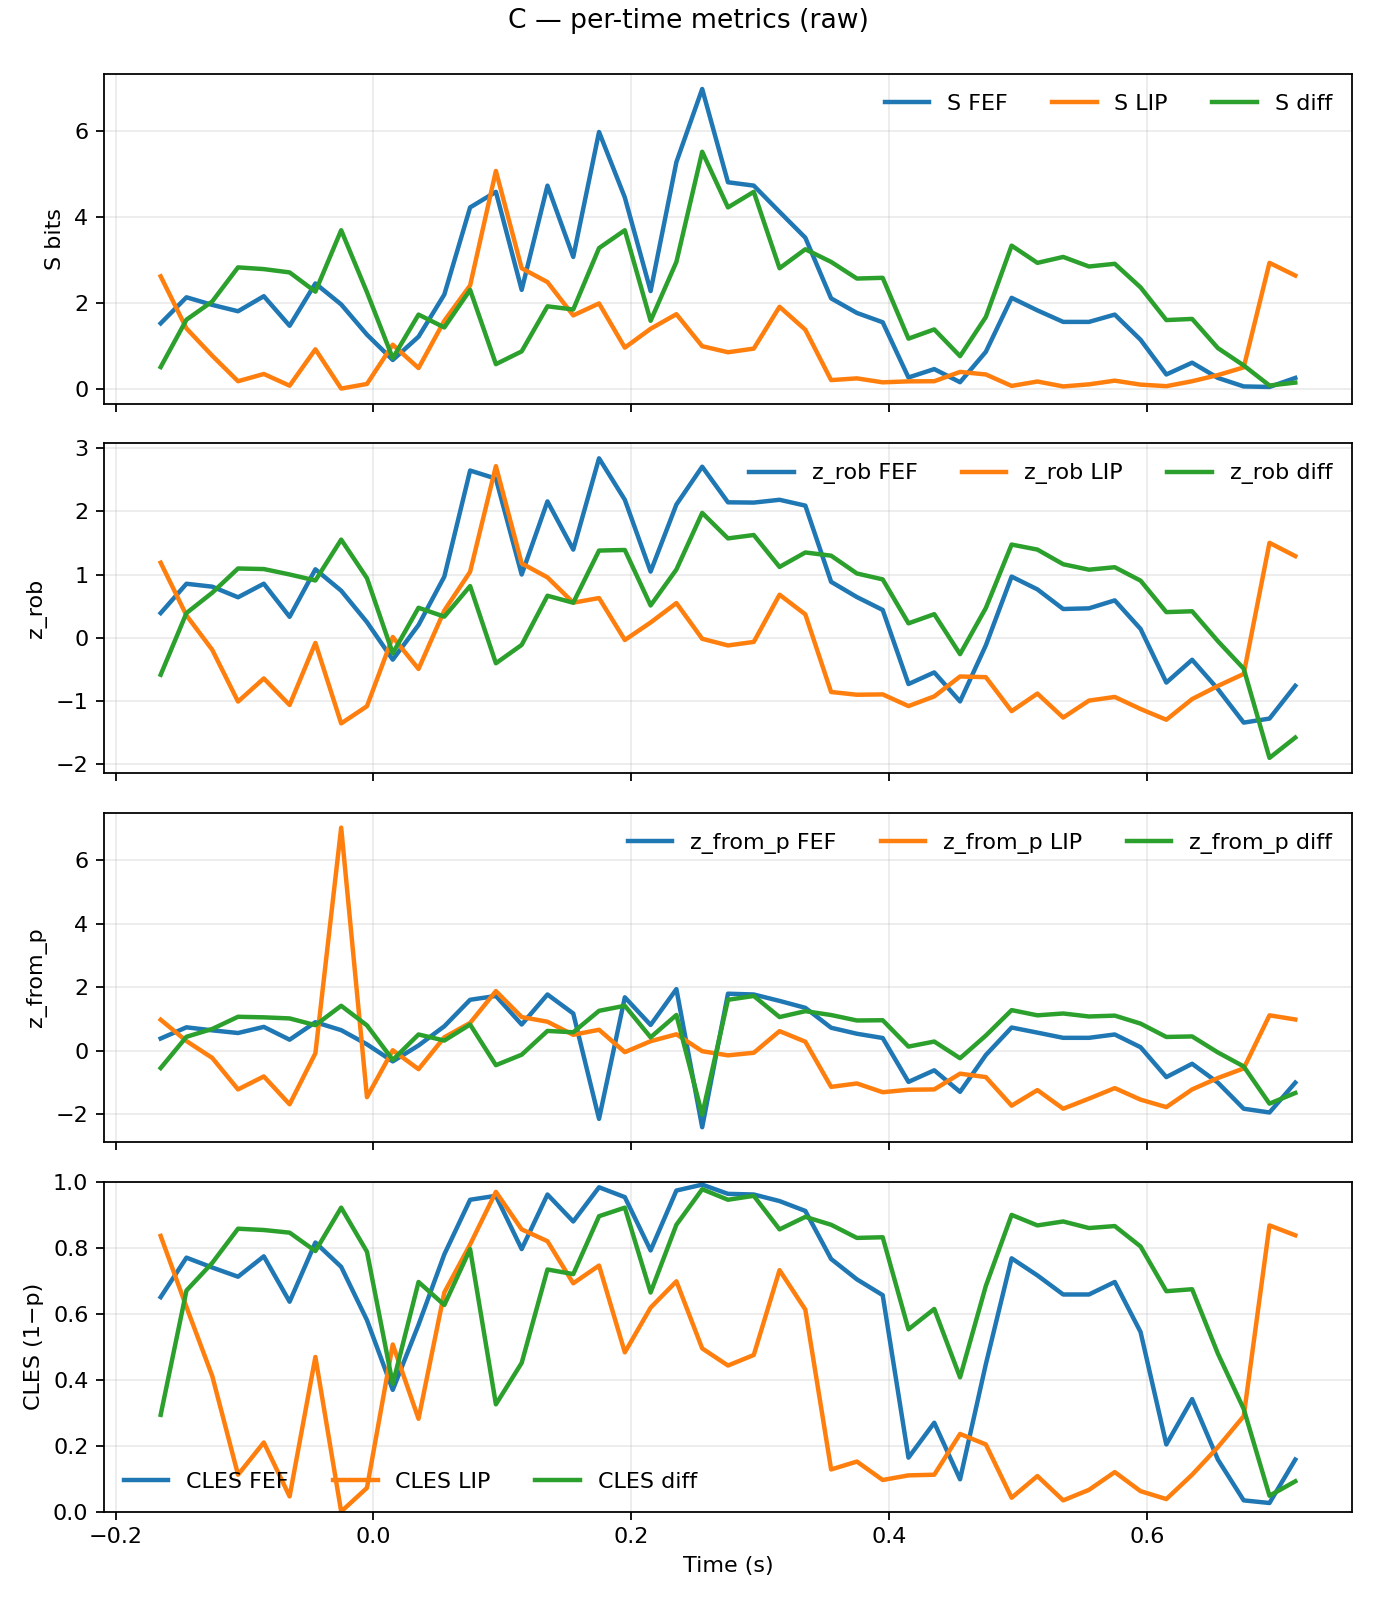 C — per-time metrics (raw)
S FEF S LIP S diff
S bits
6
4
2
0
z_rob FEF z_rob LIP z_rob diff
z_rob
3
2
1
0
−1
−2
z_from_p FEF z_from_p LIP z_from_p diff
z_from_p
6
4
2
0
−2
CLES (1−p)
1.0
0.8
0.6
0.4
0.2
0.0
CLES FEF CLES LIP CLES diff
−0.2 0.0 0.2 0.4 0.6
Time (s)